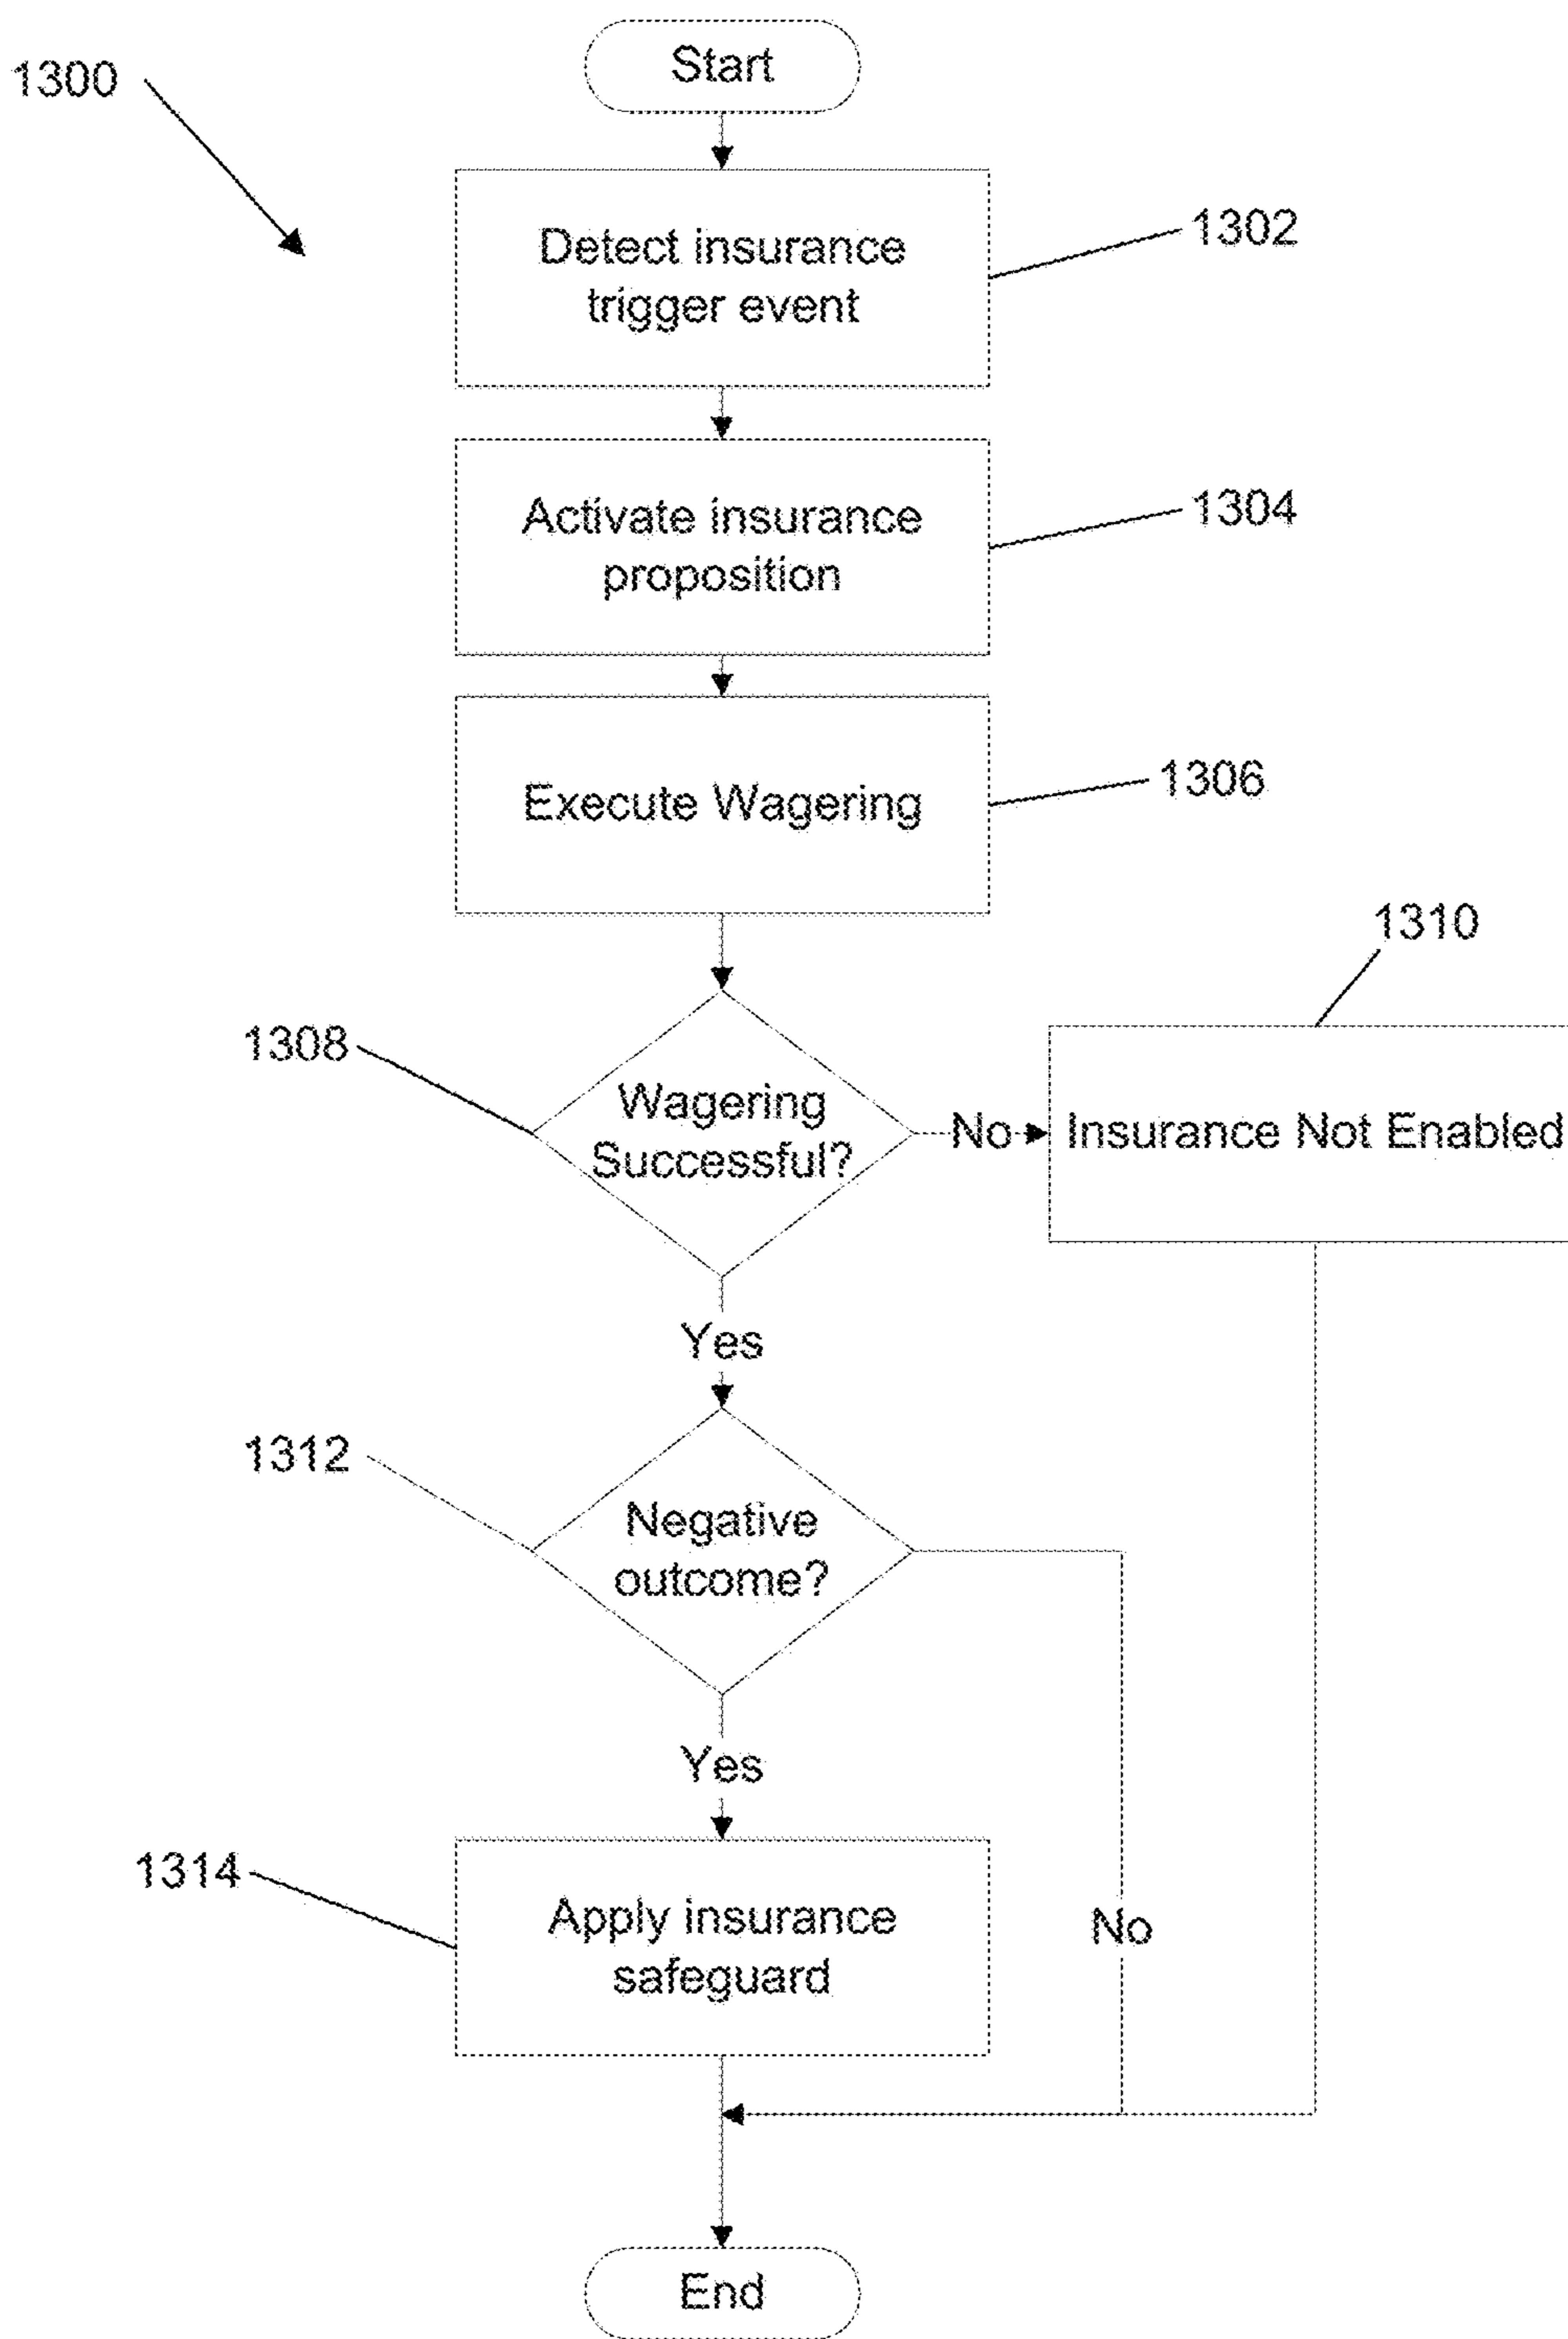 Start
1300
Detect insurance
trigger event
1302
Activate insurance
proposition
1304
Execute Wagering
1306
1310
1308
Wagering
Successful?
No
Insurance Not Enabled
Yes
1312
Negative
outcome?
Yes
1314
Apply insurance
safeguard
No
End